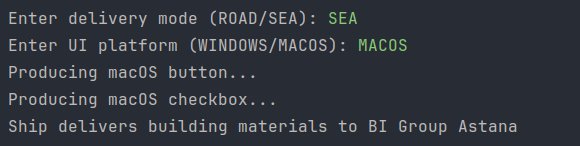 Enter delivery mode (ROAD/SEA): SEA
Enter UI platform (WINDOWS/MACOS): MACOS
Producing macOS button...
Producing macOS checkbox...
Ship delivers building materials to BI Group Astana